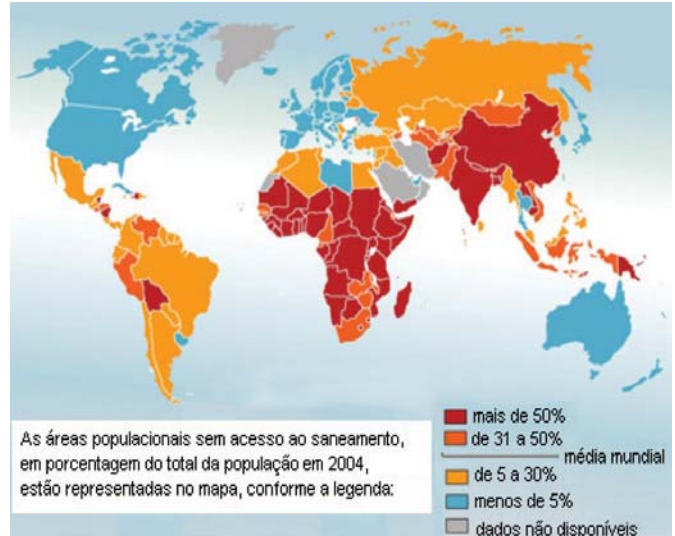 As áreas populacionais sem acesso ao saneamento,
em porcentagem do total da população em 2004,
estão representadas no mapa, conforme a legenda:
mais de 50%
de 31 a 50%
média mundial
de 5 a 30%
menos de 5%
dados não disponíveis